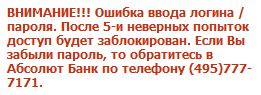 ВНИМАНИЕ!!! Ошибка ввода логина /
пароля. После 5-и неверных попыток
доступ будет заблокирован. Если Вы
забыли пароль, то обратитесь в
Абсолют Банк по телефону (495)777-
7171.